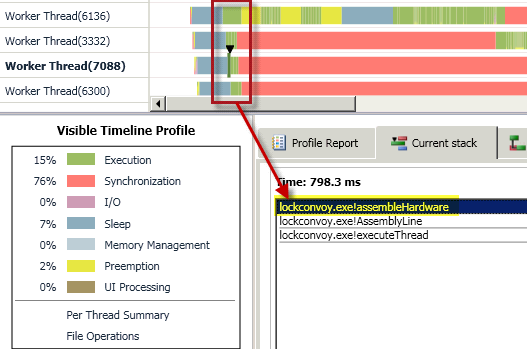 Worker Thread(6136)
Worker Thread(3332)
Worker Thread(7088)
Worker Thread(6300)
Visible Timeline Profile
15% Execution
76% Synchronization
0% I/O
7% Sleep
0% Memory Management
2% Preemption
0% UI Processing
Per Thread Summary
File Operations
Profile Report
Current stack
Time: 798.3 ms
lockconvoy.exe!assembleHardware
lockconvoy.exe!AssemblyLine
lockconvoy.exe!executeThread